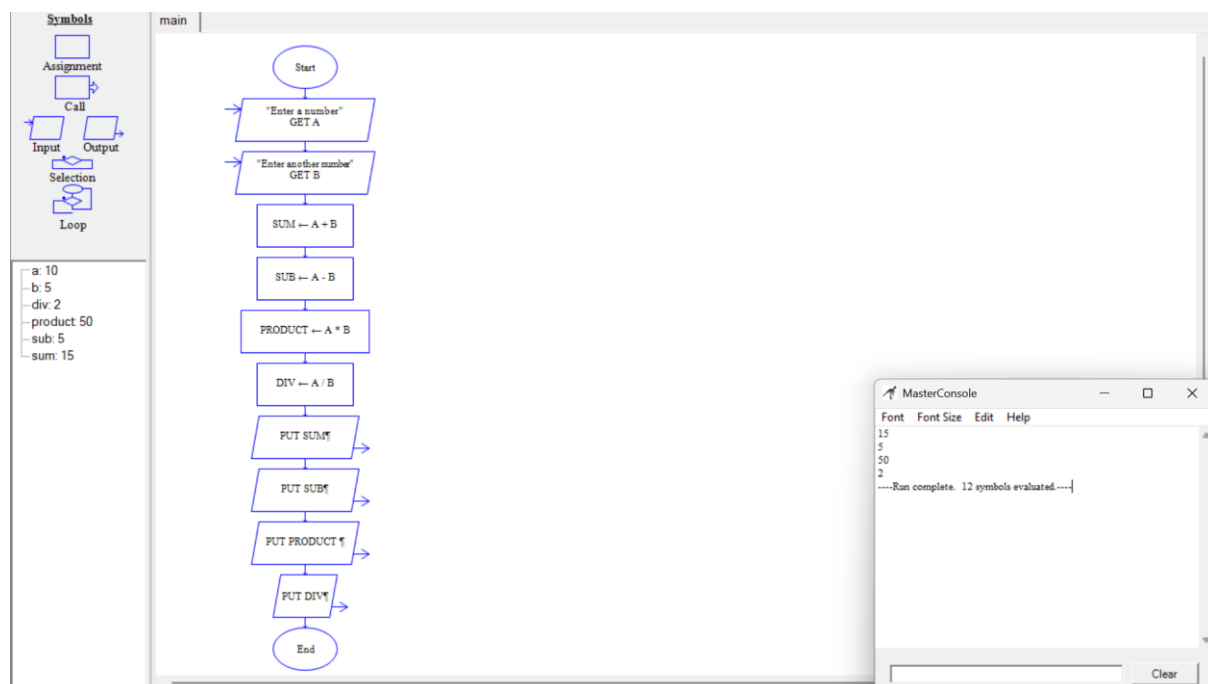 Symbols
Assignment
Call
Input Output
Selection
Loop
a: 10
b: 5
div: 2
product: 50
sub: 5
sum: 15
main
Start
"Enter a number"
GET A
"Enter another number"
GET B
SUM ← A + B
SUB ← A - B
PRODUCT ← A * B
DIV ← A / B
PUT SUM¶
PUT SUB¶
PUT PRODUCT ¶
PUT DIV¶
End
MasterConsole
Font Font Size Edit Help
15
5
50
2
----Run complete. 12 symbols evaluated.----
Clear